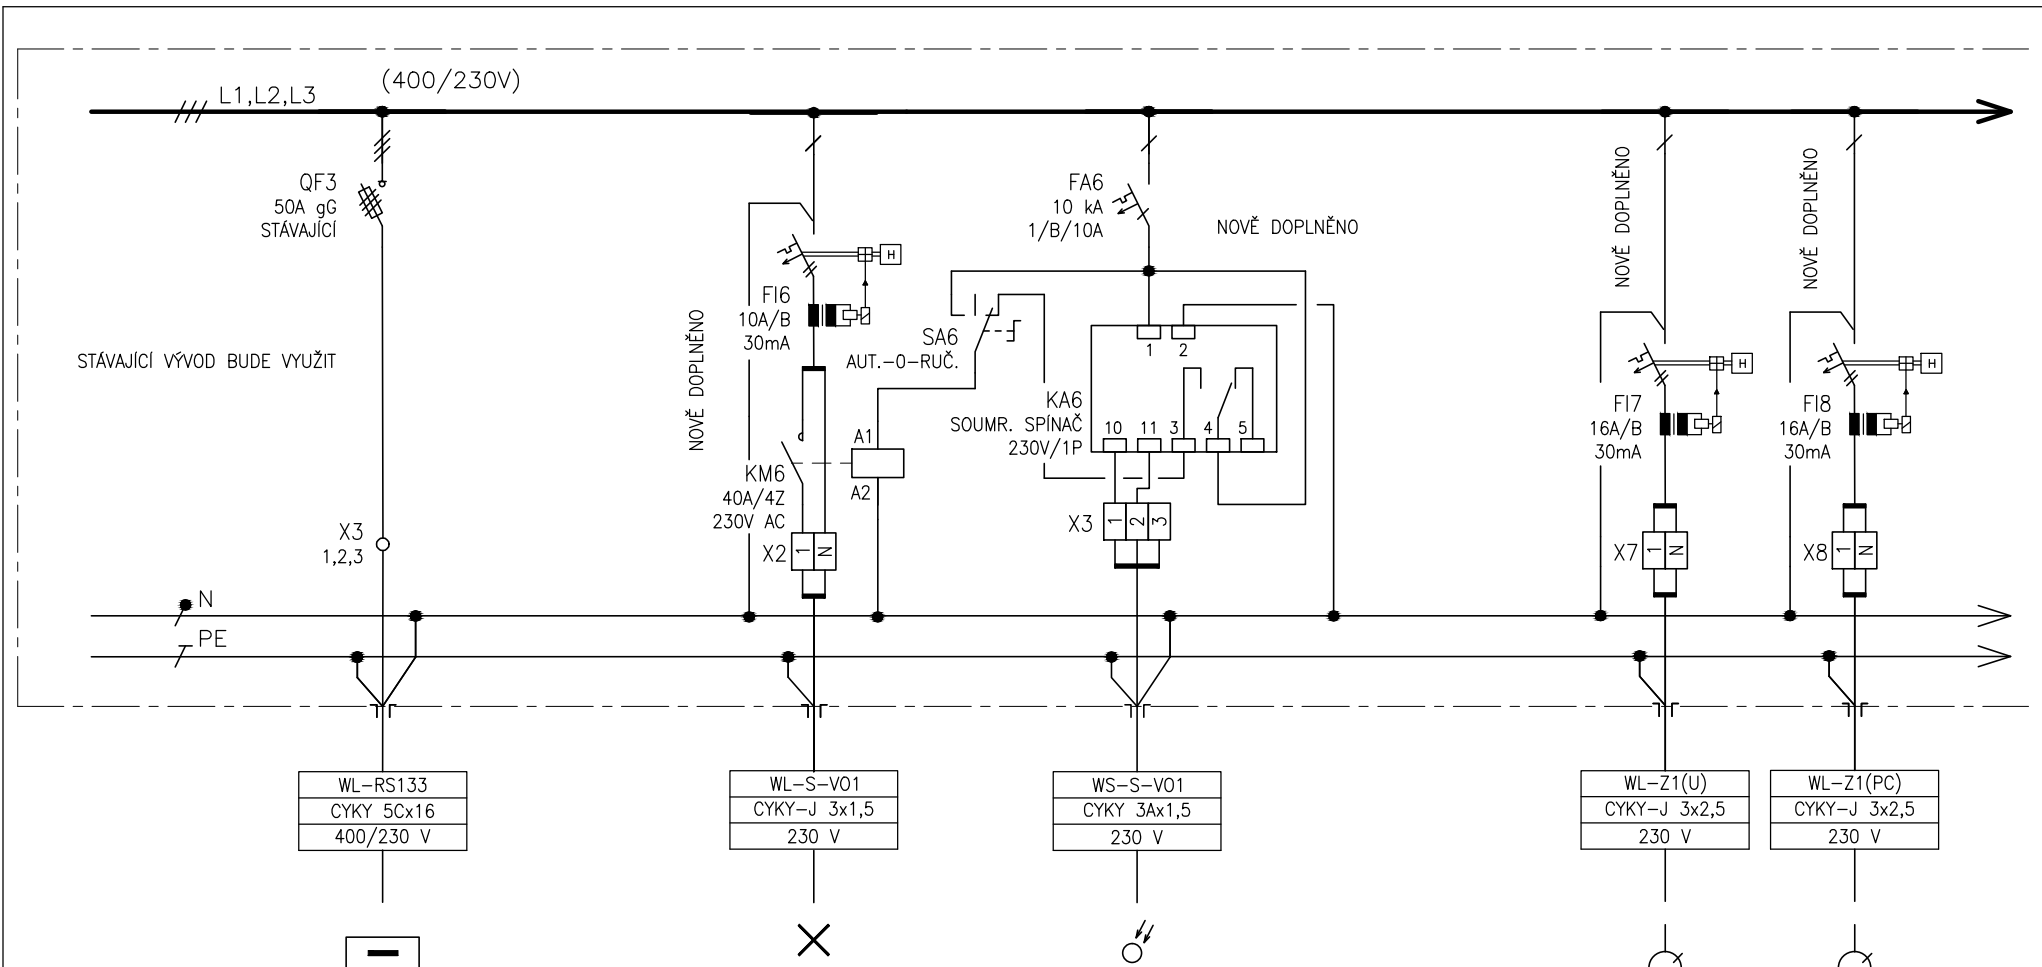 (400/230V)
L1,L2,L3
QF3
50A gG
STÁVAJÍCÍ
STÁVAJÍCÍ VÝVOD BUDE VYUŽIT
X3
1,2,3
NOVĚ DOPLNĚNO
H
FI6
10A/B
30mA
KM6
40A/4Z
230V AC
A1
A2
X2
1
N
FA6
10 kA
1/B/10A
NOVĚ DOPLNĚNO
SA6
AUT.-0-RUČ.
KA6
SOUMR. SPÍNAČ
230V/1P
1
2
10
11
3
4
5
X3
1
2
3
NOVĚ DOPLNĚNO
H
FI7
16A/B
30mA
X7
1
N
NOVĚ DOPLNĚNO
H
FI8
16A/B
30mA
X8
1
N
N
PE
WL-RS133
CYKY 5Cx16
400/230 V
WL-S-VO1
CYKY-J 3x1,5
230 V
WS-S-VO1
CYKY 3Ax1,5
230 V
WL-Z1(U)
CYKY-J 3x2,5
230 V
WL-Z1(PC)
CYKY-J 3x2,5
230 V